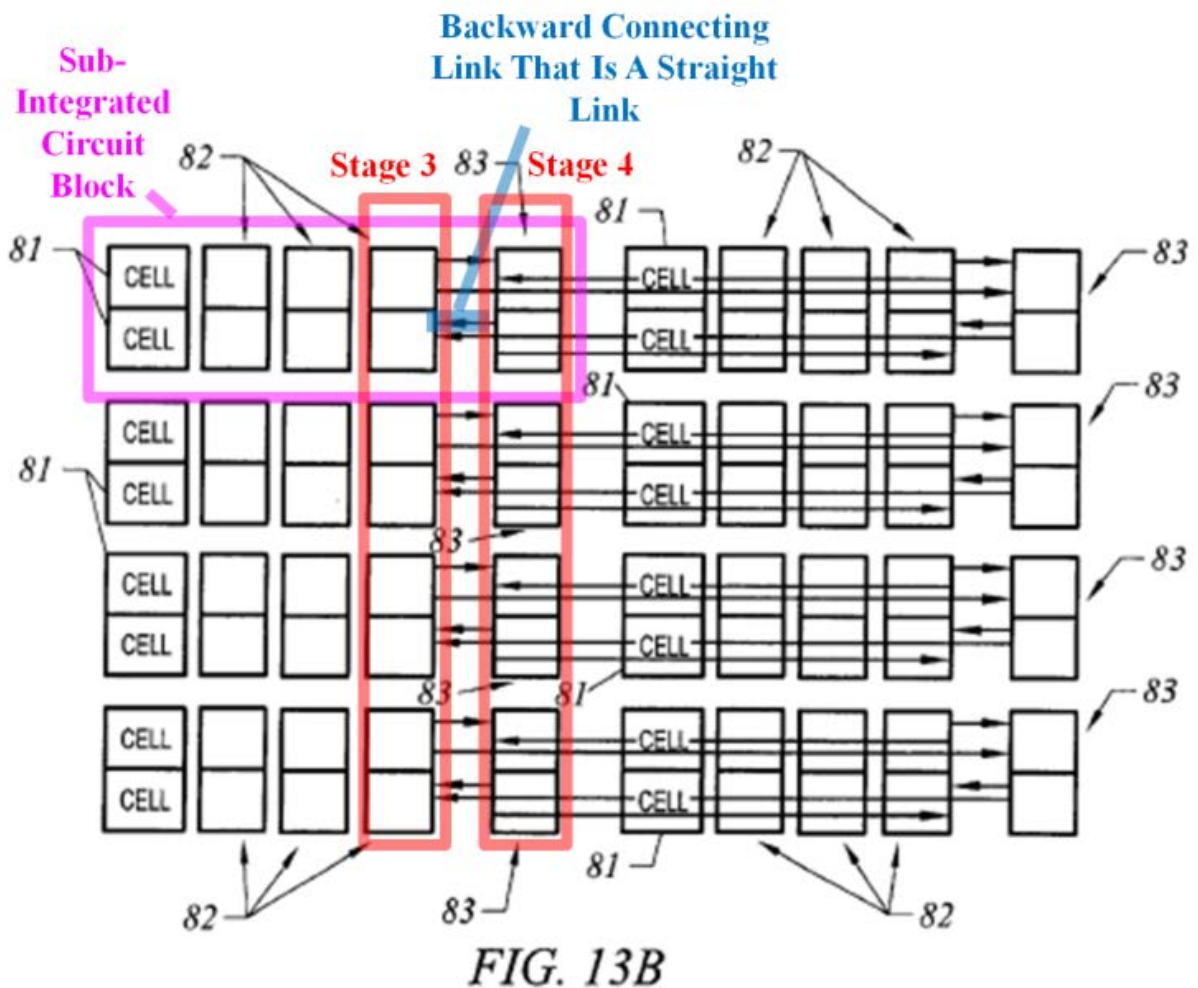 Backward Connecting
Link That Is A Straight
Link
Sub-
Integrated
Circuit
Block
82
Stage 3
83
Stage 4
82
81
81
CELL
CELL
83
CELL
CELL
81
83
CELL
CELL
81
CELL
CELL
83
83
CELL
CELL
CELL
CELL
83
81
83
CELL
CELL
CELL
CELL
81
82
83
82
FIG. 13B